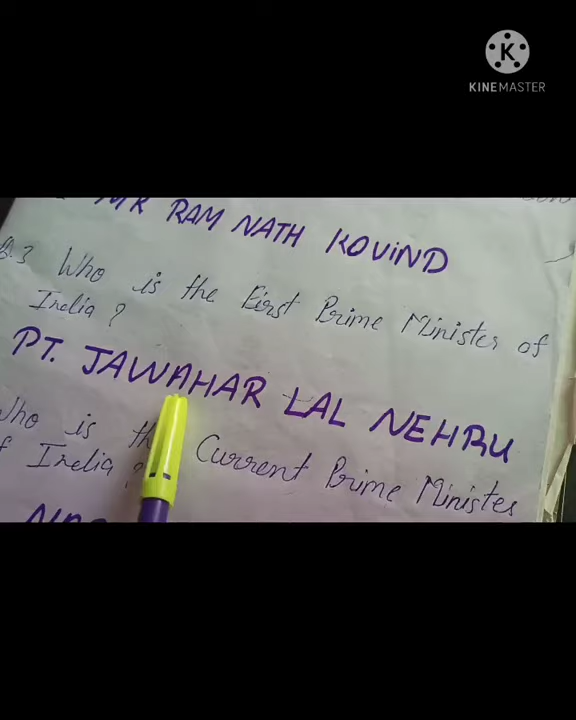 K
KINEMASTER
MR RAM NATH KOVIND
Q.3 Who is the First Prime Minister of
India ?
PT. JAWAHAR LAL NEHRU
Who is the Current Prime Minister
of India ?